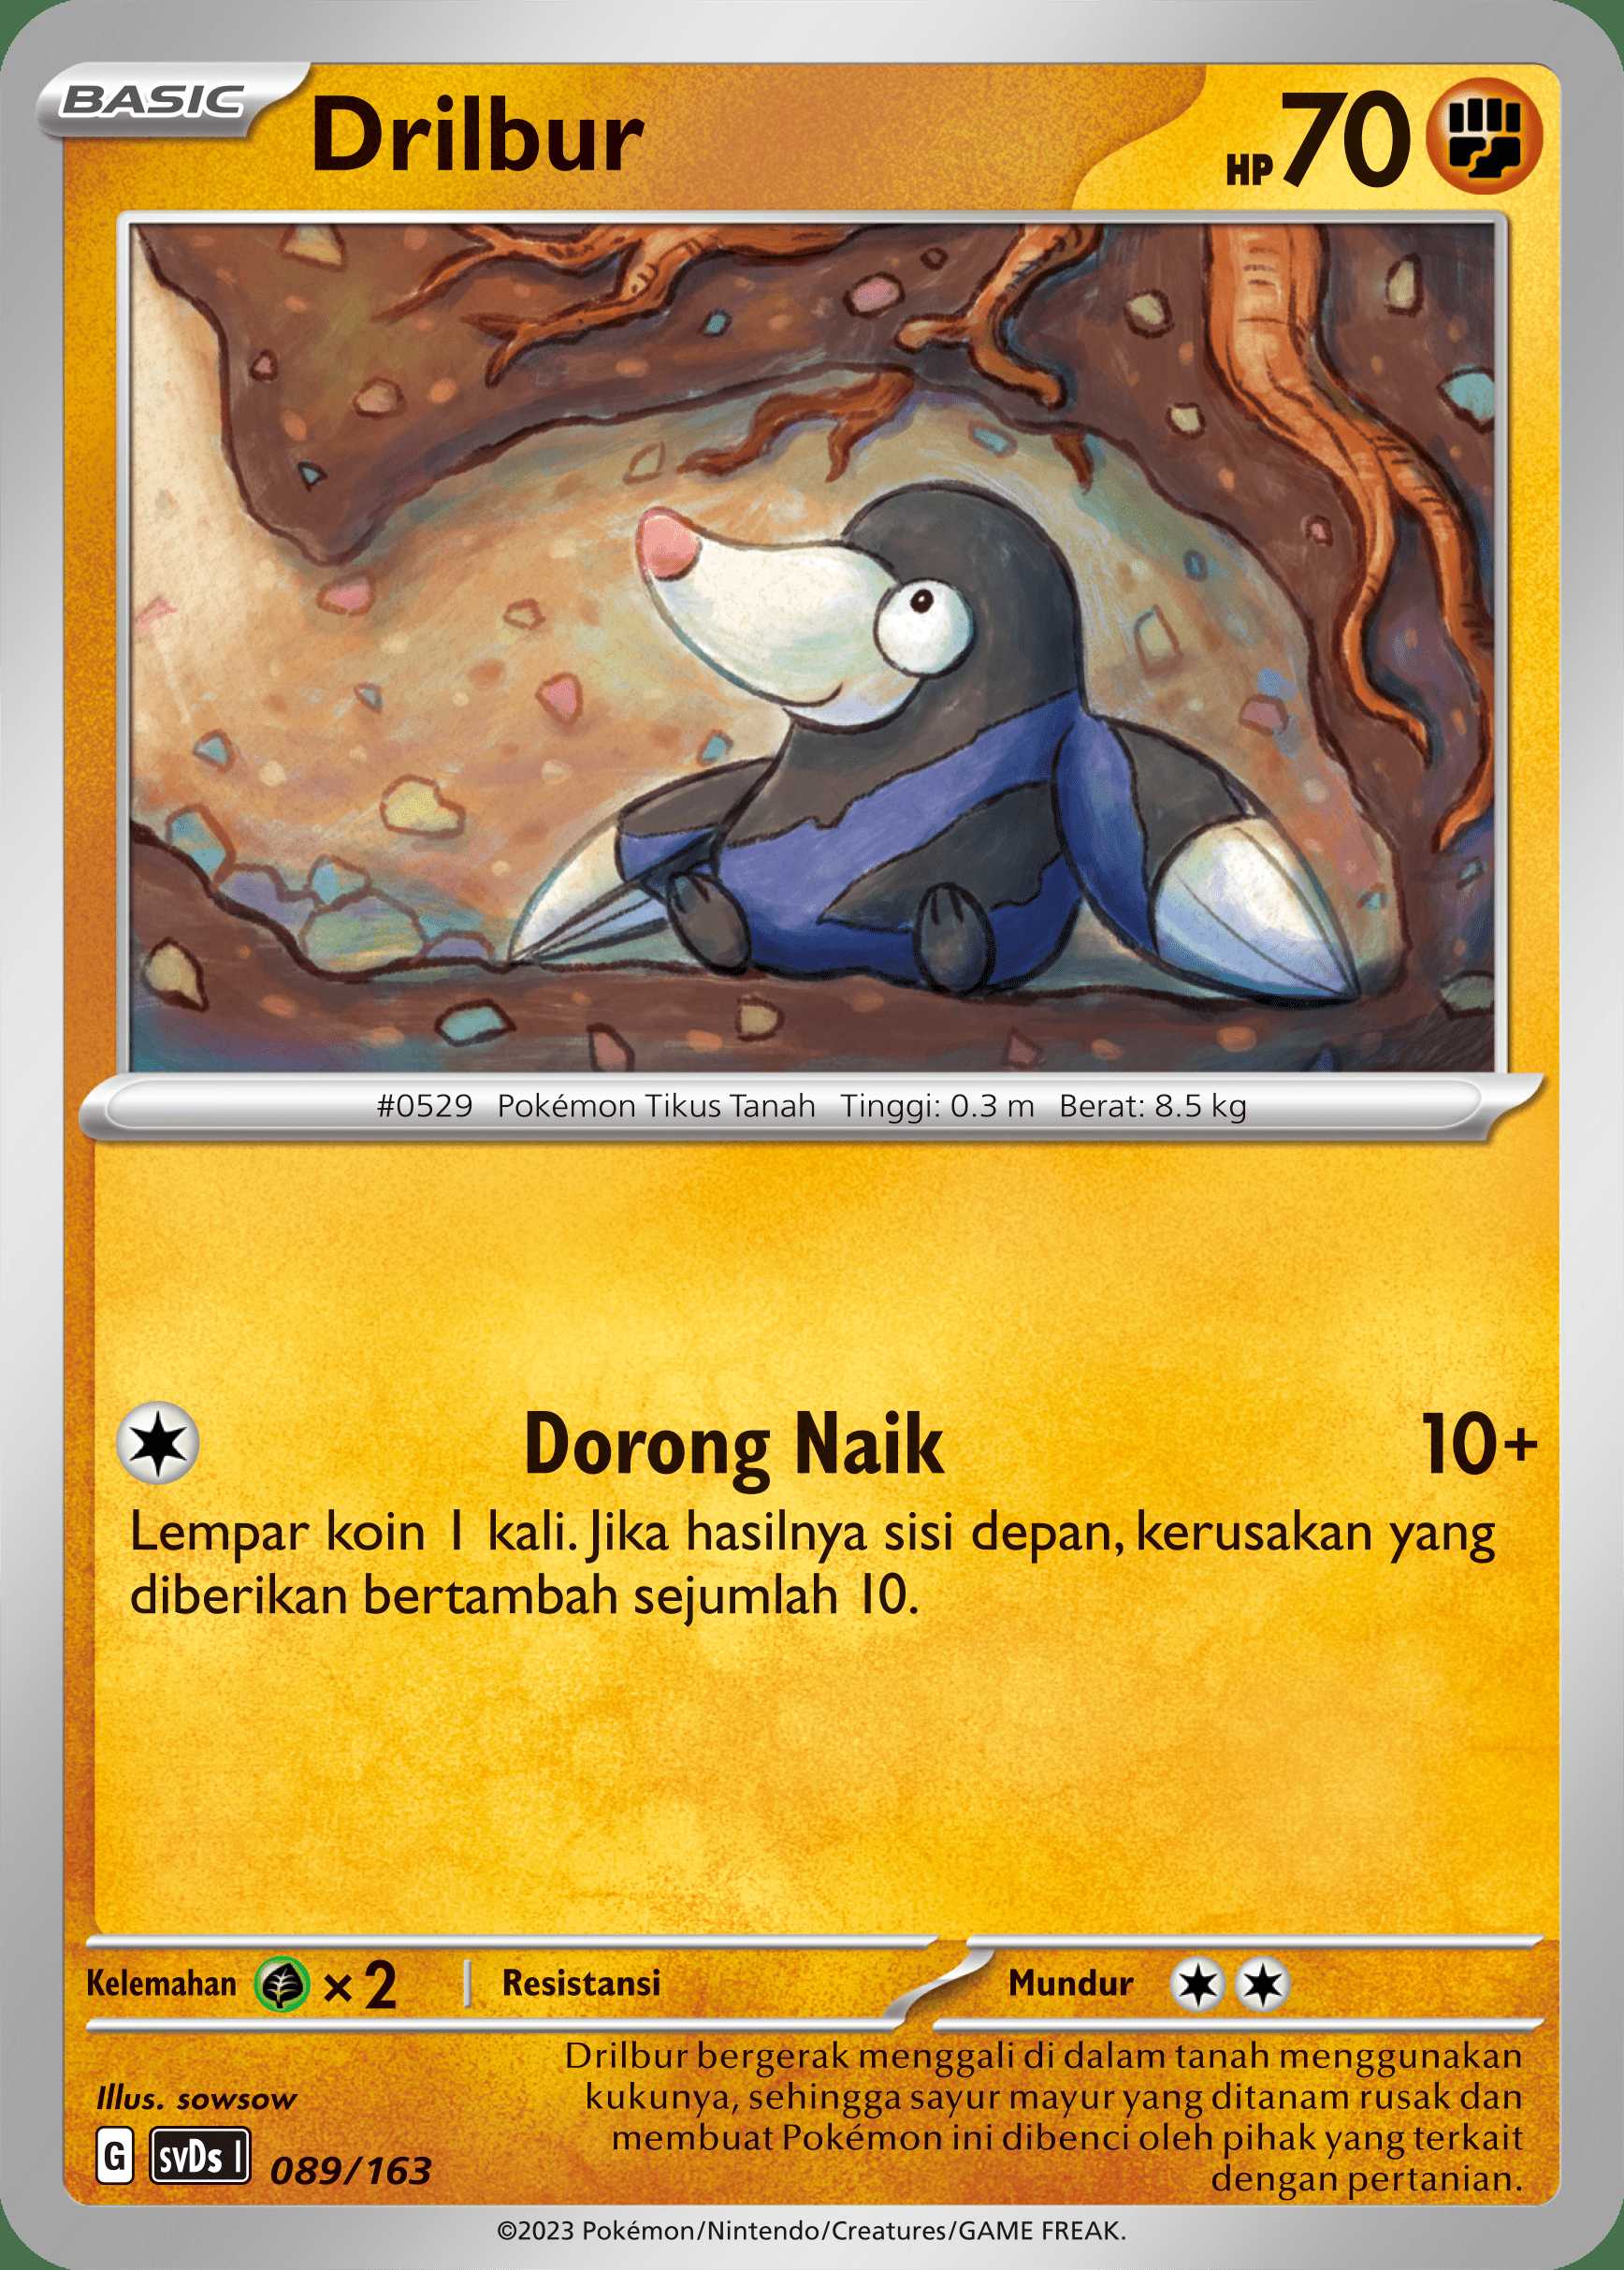 BASIC
Drilbur
HP 70
#0529 Pokémon Tikus Tanah Tinggi: 0.3 m Berat: 8.5 kg
Dorong Naik 10+
Lempar koin 1 kali. Jika hasilnya sisi depan, kerusakan yang
diberikan bertambah sejumlah 10.
Kelemahan ×2 Resistansi Mundur
Drilbur bergerak menggali di dalam tanah menggunakan
kukunya, sehingga sayur mayur yang ditanam rusak dan
membuat Pokémon ini dibenci oleh pihak yang terkait
dengan pertanian.
Illus. sowsow
G svDs I 089/163
©2023 Pokémon/Nintendo/Creatures/GAME FREAK.